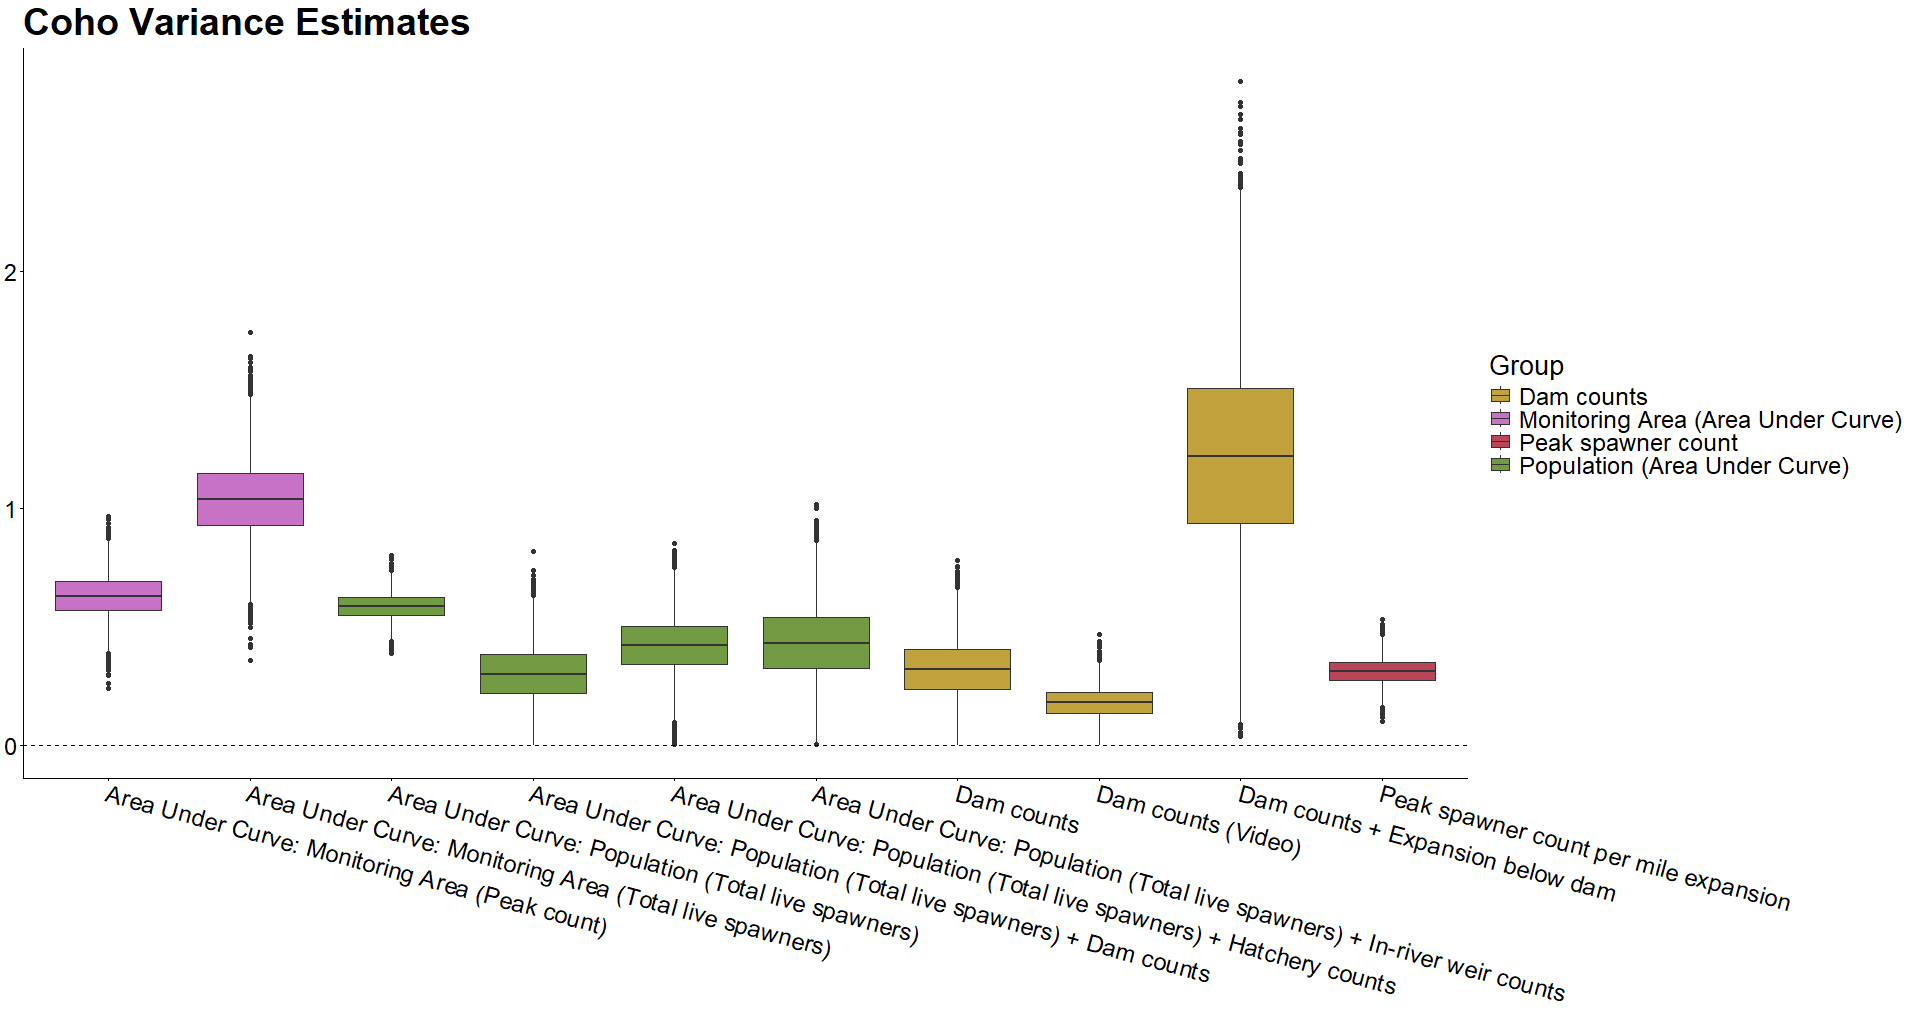 Coho Variance Estimates
2
1
0
Area Under Curve: Monitoring Area (Peak count)
Area Under Curve: Monitoring Area (Total live spawners)
Area Under Curve: Population (Total live spawners)
Area Under Curve: Population (Total live spawners) + Dam counts
Area Under Curve: Population (Total live spawners) + Hatchery counts
Area Under Curve: Population (Total live spawners) + In-river weir counts
Dam counts
Dam counts (Video)
Dam counts + Expansion below dam
Peak spawner count per mile expansion
Group
Dam counts
Monitoring Area (Area Under Curve)
Peak spawner count
Population (Area Under Curve)